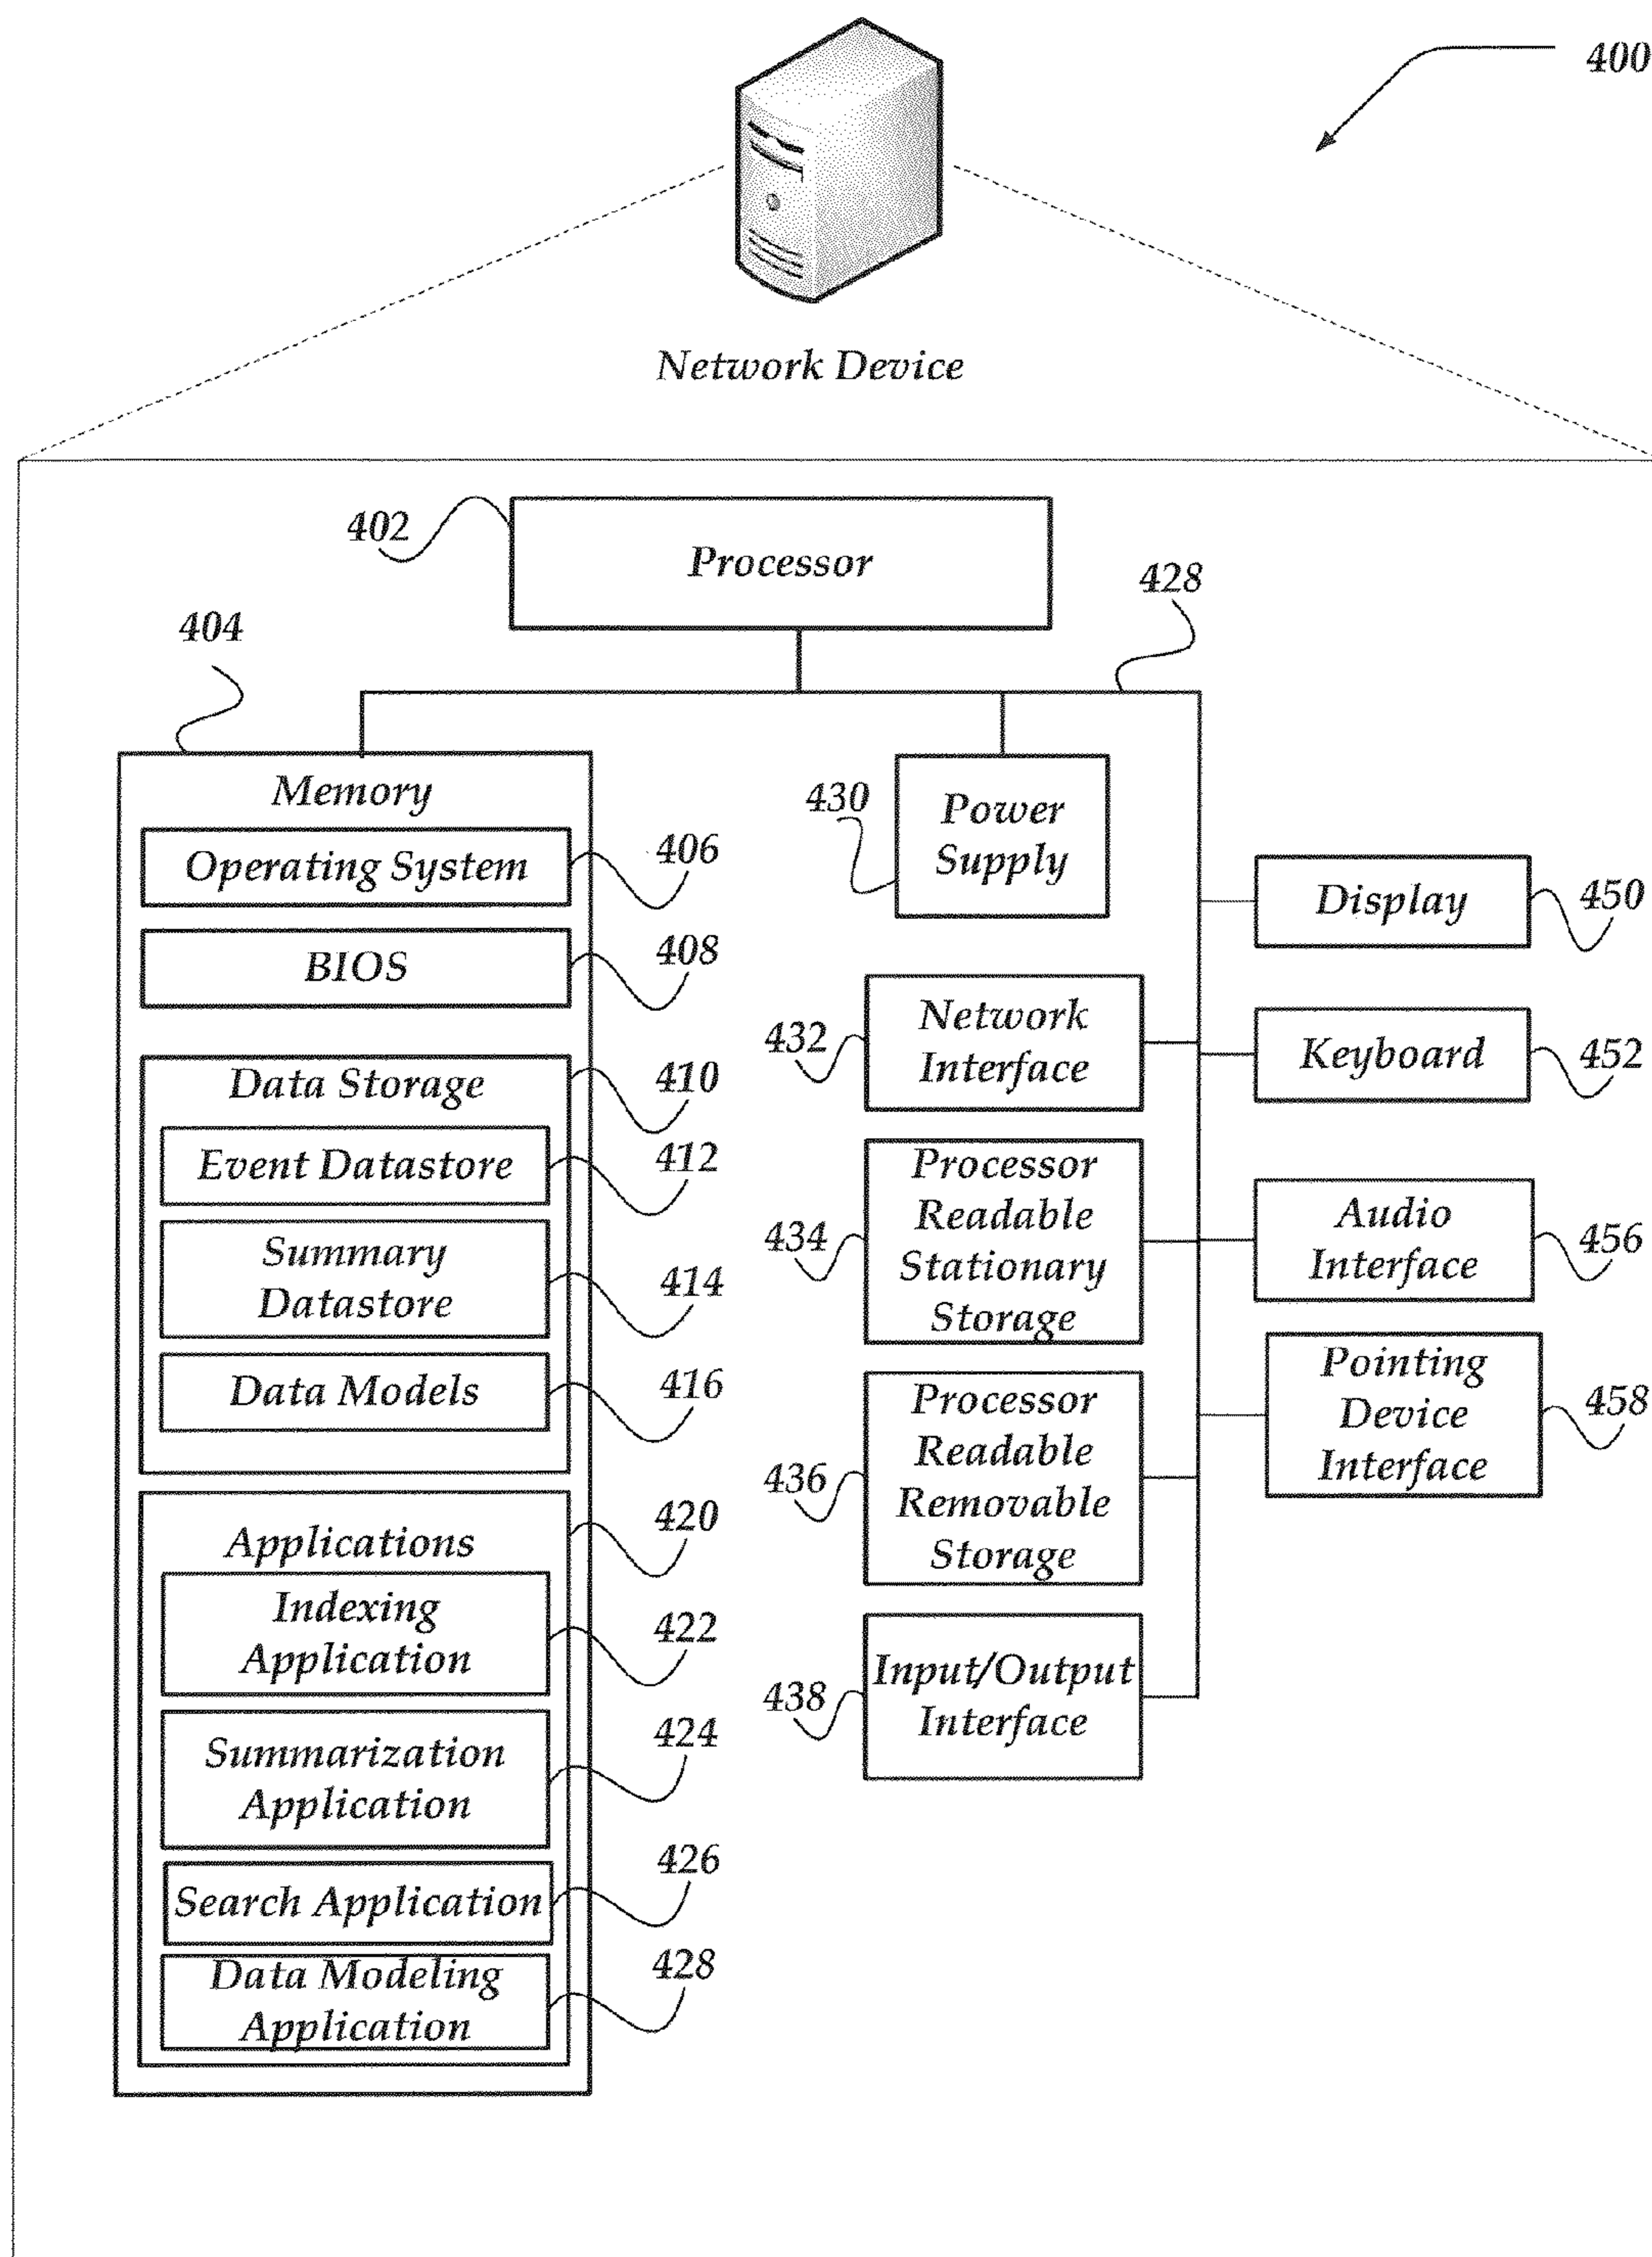 400
Network Device
402
Processor
428
404
Memory
Operating System
406
BIOS
408
Data Storage
410
Event Datastore
412
Summary
Datastore
414
Data Models
416
Applications
420
Indexing
Application
422
Summarization
Application
424
Search Application
426
Data Modeling
Application
428
430
Power
Supply
432
Network
Interface
434
Processor
Readable
Stationary
Storage
436
Processor
Readable
Removable
Storage
438
Input/Output
Interface
Display
450
Keyboard
452
Audio
Interface
456
Pointing
Device
Interface
458